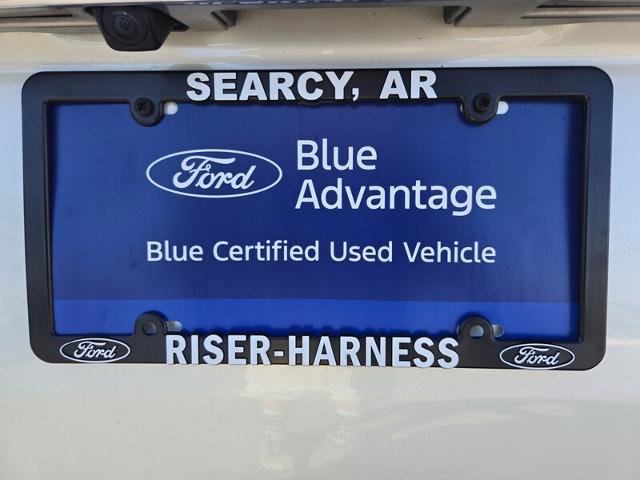 SEARCY, AR
Ford
Blue
Advantage
Blue Certified Used Vehicle
Ford
RISER-HARNESS
Ford